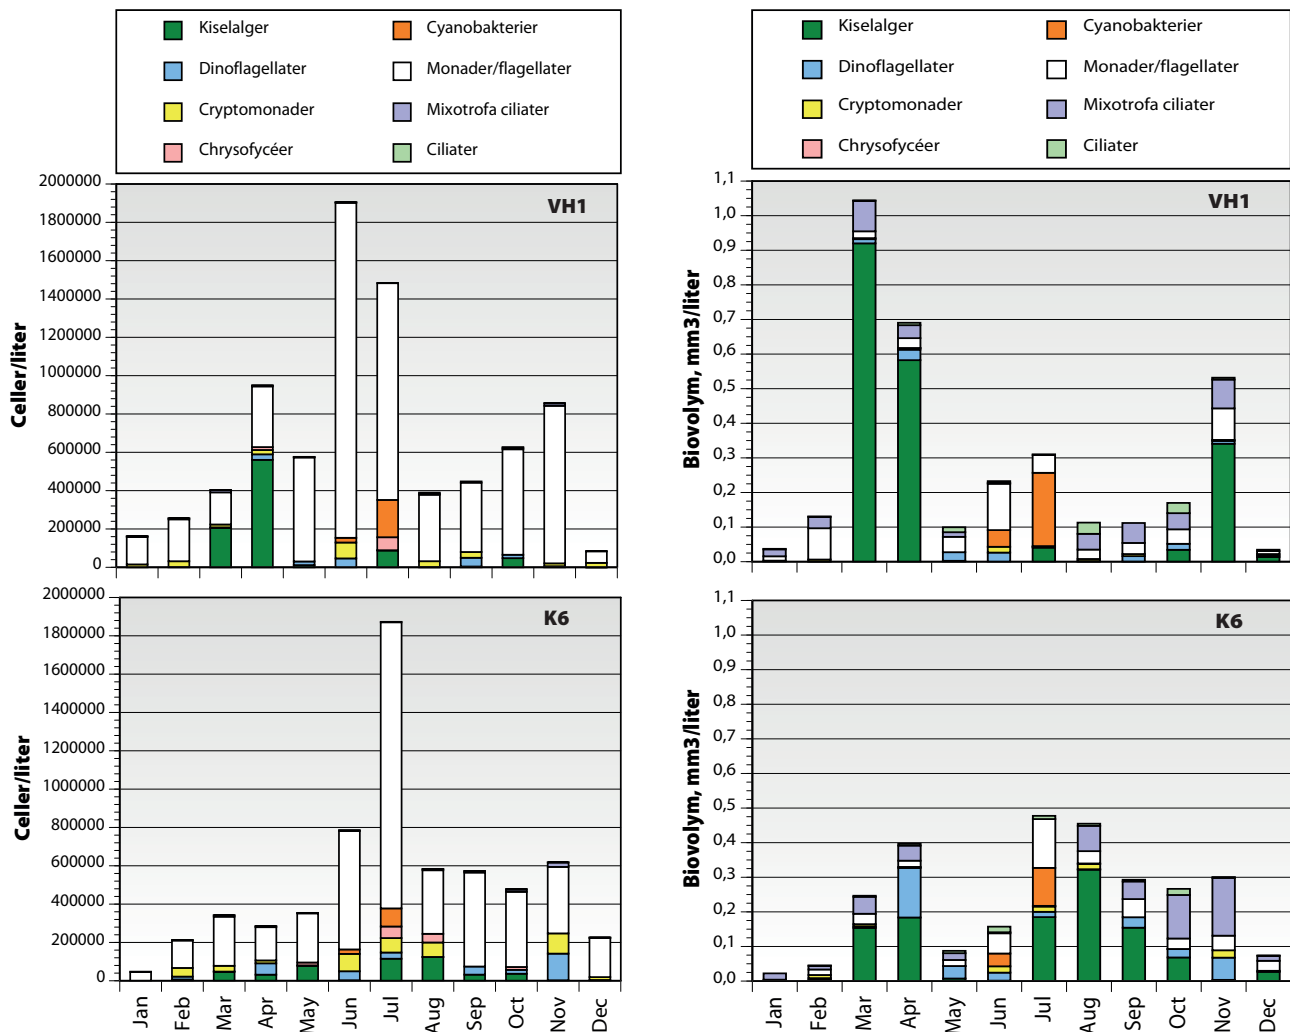 Kiselalger
Cyanobakterier
Dinoflagellater
Monader/flagellater
Cryptomonader
Mixotrofa ciliater
Chrysofycéer
Ciliater
2000000
1800000
1600000
1400000
1200000
1000000
800000
600000
400000
200000
0
Celler/liter
VH1
2000000
1800000
1600000
1400000
1200000
1000000
800000
600000
400000
200000
0
Celler/liter
K6
Jan
Feb
Mar
Apr
May
Jun
Jul
Aug
Sep
Oct
Nov
Dec
Kiselalger
Cyanobakterier
Dinoflagellater
Monader/flagellater
Cryptomonader
Mixotrofa ciliater
Chrysofycéer
Ciliater
1,1
1,0
0,9
0,8
0,7
0,6
0,5
0,4
0,3
0,2
0,1
0,0
Biovolym, mm3/liter
VH1
1,1
1,0
0,9
0,8
0,7
0,6
0,5
0,4
0,3
0,2
0,1
0,0
Biovolym, mm3/liter
K6
Jan
Feb
Mar
Apr
May
Jun
Jul
Aug
Sep
Oct
Nov
Dec